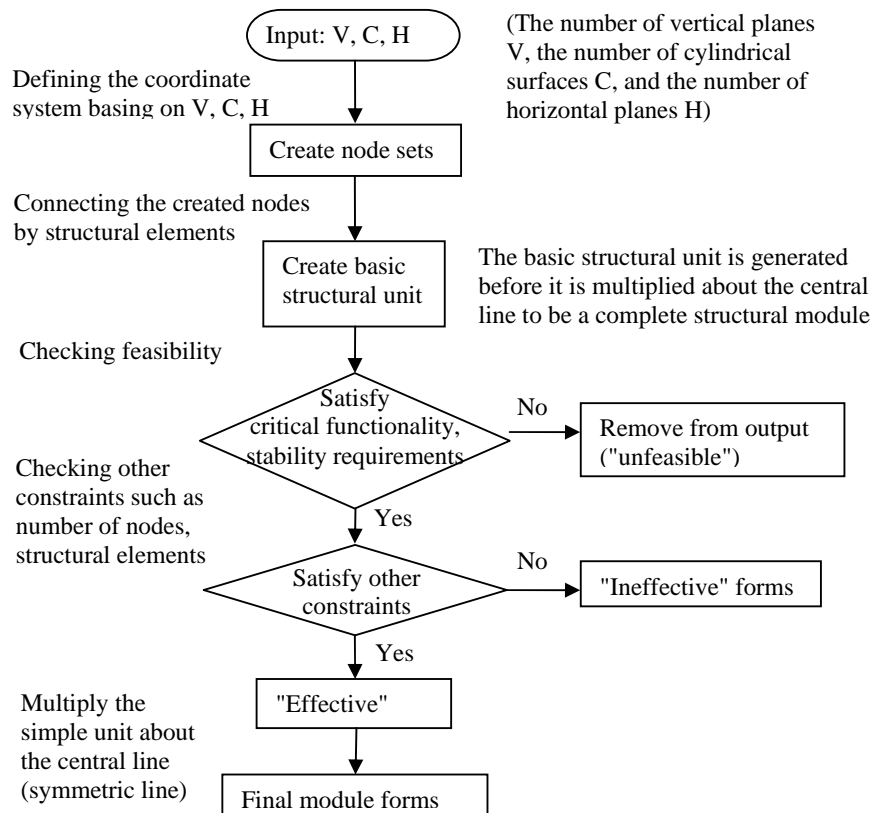 Input: V, C, H
(The number of vertical planes
V, the number of cylindrical
surfaces C, and the number of
horizontal planes H)
Defining the coordinate
system basing on V, C, H
Create node sets
Connecting the created nodes
by structural elements
Create basic
structural unit
The basic structural unit is generated
before it is multiplied about the central
line to be a complete structural module
Checking feasibility
Satisfy
critical functionality,
stability requirements
No
Remove from output
("unfeasible")
Checking other
constraints such as
number of nodes,
structural elements
Yes
Satisfy other
constraints
No
"Ineffective" forms
Yes
"Effective"
Multiply the
simple unit about
the central line
(symmetric line)
Final module forms